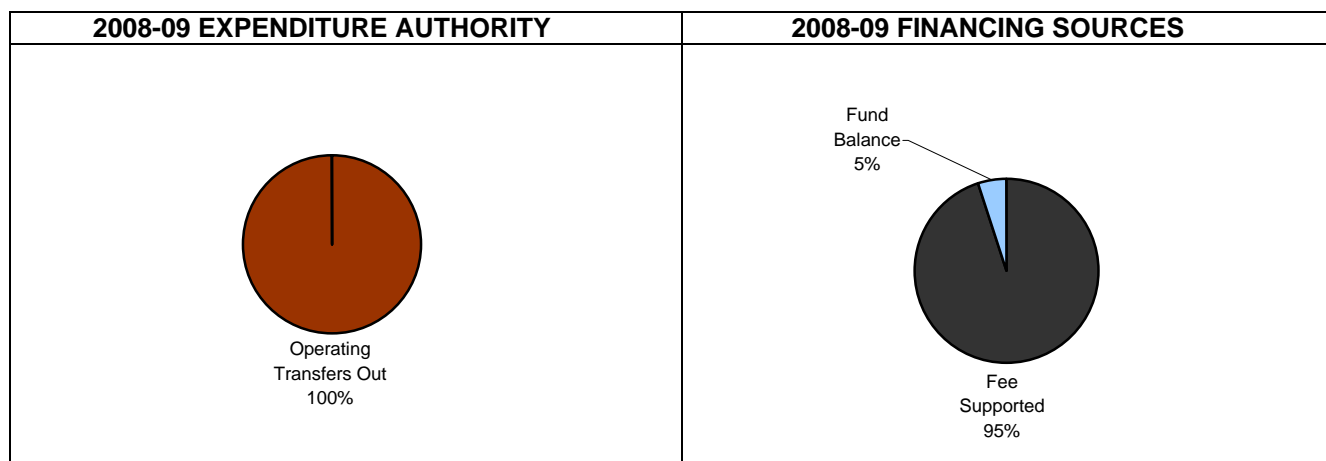 2008-09 EXPENDITURE AUTHORITY
Operating
Transfers Out
100%
2008-09 FINANCING SOURCES
Fund
Balance
5%
Fee
Supported
95%